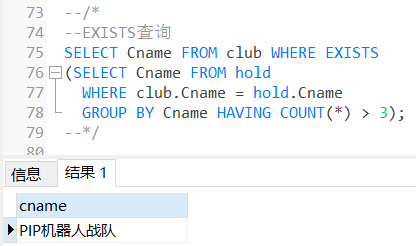 73 --/*
74 --EXISTS查询
75 SELECT Cname FROM club WHERE EXISTS
76 (SELECT Cname FROM hold
77 WHERE club.Cname = hold.Cname
78 GROUP BY Cname HAVING COUNT(*) > 3);
79 --*/
80
信息 结果 1
cname
PIP机器人战队